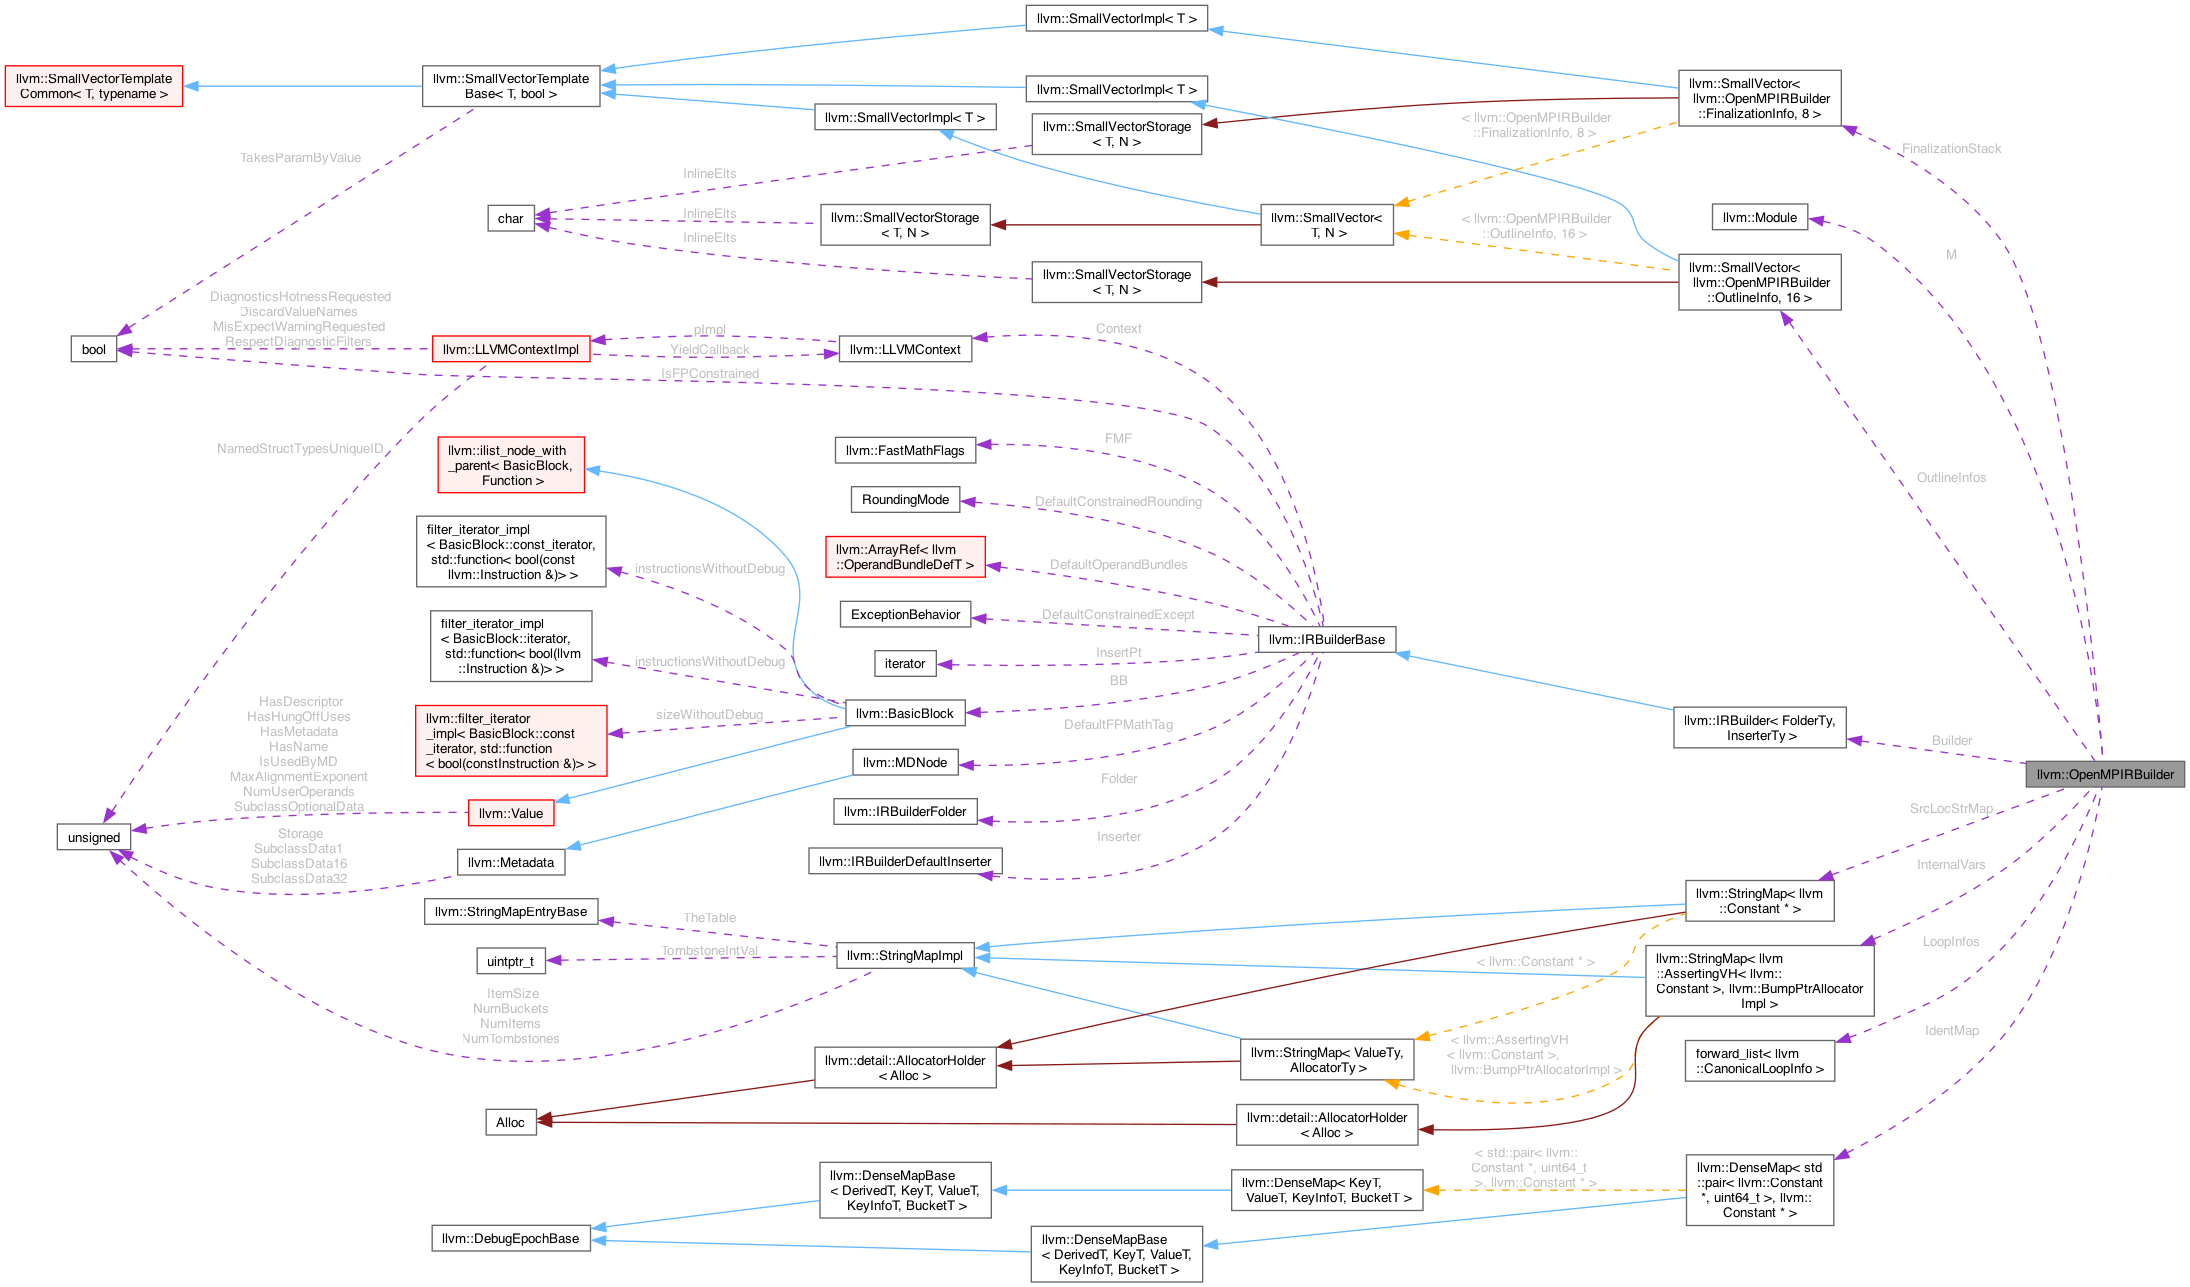 llvm::SmallVectorImpl< T >
llvm::SmallVectorTemplate
Common< T, typename >
llvm::SmallVectorTemplate
Base< T, bool >
llvm::SmallVectorImpl< T >
llvm::SmallVectorImpl< T >
llvm::SmallVectorStorage
< T, N >
llvm::SmallVector<
llvm::OpenMPIRBuilder
::FinalizationInfo, 8 >
< llvm::OpenMPIRBuilder
::FinalizationInfo, 8 >
FinalizationStack
TakesParamByValue
InlineElts
InlineElts
InlineElts
char
llvm::SmallVectorStorage
< T, N >
llvm::SmallVector<
T, N >
< llvm::OpenMPIRBuilder
::OutlineInfo, 16 >
llvm::Module
M
llvm::SmallVectorStorage
< T, N >
llvm::SmallVector<
llvm::OpenMPIRBuilder
::OutlineInfo, 16 >
DiagnosticsHotnessRequested
DiscardValueNames
MisExpectWarningRequested
RespectDiagnosticFilters
bool
llvm::LLVMContextImpl
pImpl
YieldCallback
llvm::LLVMContext
Context
IsFPConstrained
NamedStructTypesUniqueID
llvm::ilist_node_with
_parent< BasicBlock,
Function >
llvm::FastMathFlags
FMF
RoundingMode
DefaultConstrainedRounding
OutlineInfos
filter_iterator_impl
< BasicBlock::const_iterator,
std::function< bool(const
llvm::Instruction &)> >
instructionsWithoutDebug
llvm::ArrayRef< llvm
::OperandBundleDefT >
DefaultOperandBundles
ExceptionBehavior
DefaultConstrainedExcept
filter_iterator_impl
< BasicBlock::iterator,
std::function< bool(llvm
::Instruction &)> >
instructionsWithoutDebug
iterator
InsertPt
llvm::IRBuilderBase
BB
llvm::filter_iterator
_impl< BasicBlock::const
_iterator, std::function
< bool(constInstruction &)> >
sizeWithoutDebug
llvm::BasicBlock
DefaultFPMathTag
llvm::IRBuilder< FolderTy,
InserterTy >
Builder
llvm::OpenMPIRBuilder
HasDescriptor
HasHungOffUses
HasMetadata
HasName
IsUsedByMD
MaxAlignmentExponent
NumUserOperands
SubclassOptionalData
llvm::MDNode
Folder
llvm::Value
llvm::IRBuilderFolder
SrcLocStrMap
unsigned
Storage
SubclassData1
SubclassData16
SubclassData32
llvm::Metadata
llvm::IRBuilderDefaultInserter
Inserter
InternalVars
llvm::StringMap< llvm
::Constant * >
llvm::StringMapEntryBase
TheTable
uintptr_t
TombstoneIntVal
llvm::StringMapImpl
< llvm::Constant * >
LoopInfos
llvm::StringMap< llvm
::AssertingVH< llvm::
Constant >, llvm::BumpPtrAllocator
Impl >
ItemSize
NumBuckets
NumItems
NumTombstones
IdentMap
llvm::detail::AllocatorHolder
< Alloc >
llvm::StringMap< ValueTy,
AllocatorTy >
< llvm::AssertingVH
< llvm::Constant >,
llvm::BumpPtrAllocatorImpl >
forward_list< llvm
::CanonicalLoopInfo >
Alloc
llvm::detail::AllocatorHolder
< Alloc >
llvm::DenseMapBase
< DerivedT, KeyT, ValueT,
KeyInfoT, BucketT >
llvm::DenseMap< KeyT,
ValueT, KeyInfoT, BucketT >
< std::pair< llvm::
Constant *, uint64_t
>, llvm::Constant * >
llvm::DenseMap< std
::pair< llvm::Constant
*, uint64_t >, llvm::
Constant * >
llvm::DebugEpochBase
llvm::DenseMapBase
< DerivedT, KeyT, ValueT,
KeyInfoT, BucketT >